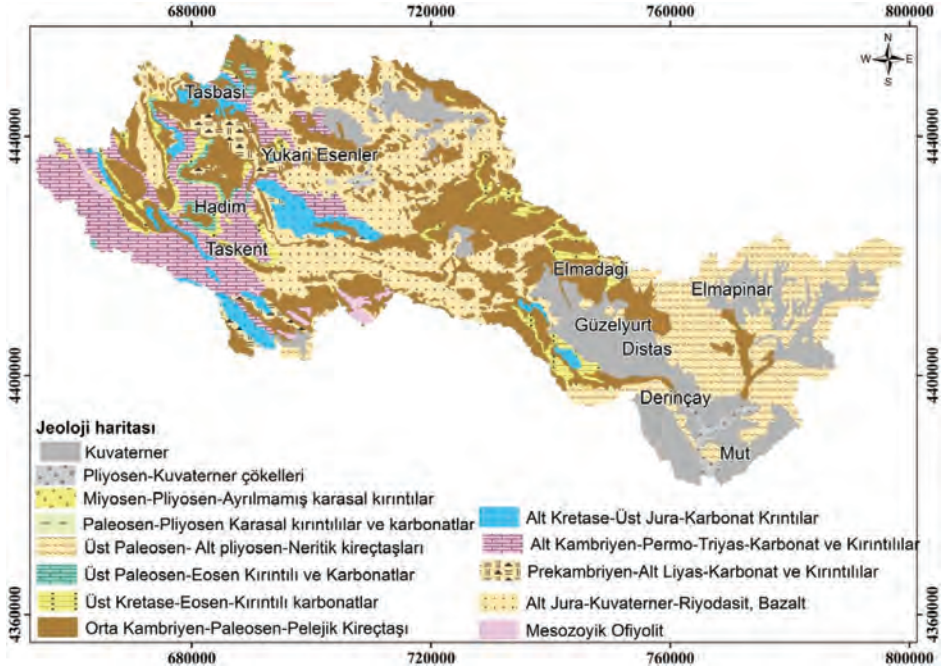 680000 720000 760000 800000
N
W E
S
4440000
4440000
Tasbasi
Yukari Esenler
Hadim
Taskent
Elmadagi
Elmapinar
Güzelyurt
Distas
4400000
4400000
Derinçay
Mut
Jeoloji haritası
Kuvaterner
Pliyosen-Kuvaterner çökelleri
Miyosen-Pliyosen-Ayrılmamış karasal kırıntılar
Paleosen-Pliyosen Karasal kırıntılılar ve karbonatlar
Üst Paleosen- Alt pliyosen-Neritik kireçtaşları
Üst Paleosen-Eosen Kırıntılı ve Karbonatlar
Üst Kretase-Eosen-Kırıntılı karbonatlar
Orta Kambriyen-Paleosen-Pelejik Kireçtaşı
Alt Kretase-Üst Jura-Karbonat Krıntılar
Alt Kambriyen-Permo-Triyas-Karbonat ve Kırıntılılar
Prekambriyen-Alt Liyas-Karbonat ve Kırıntılılar
Alt Jura-Kuvaterner-Riyodasit, Bazalt
Mesozoyik Ofiyolit
4360000
4360000
680000 720000 760000 800000